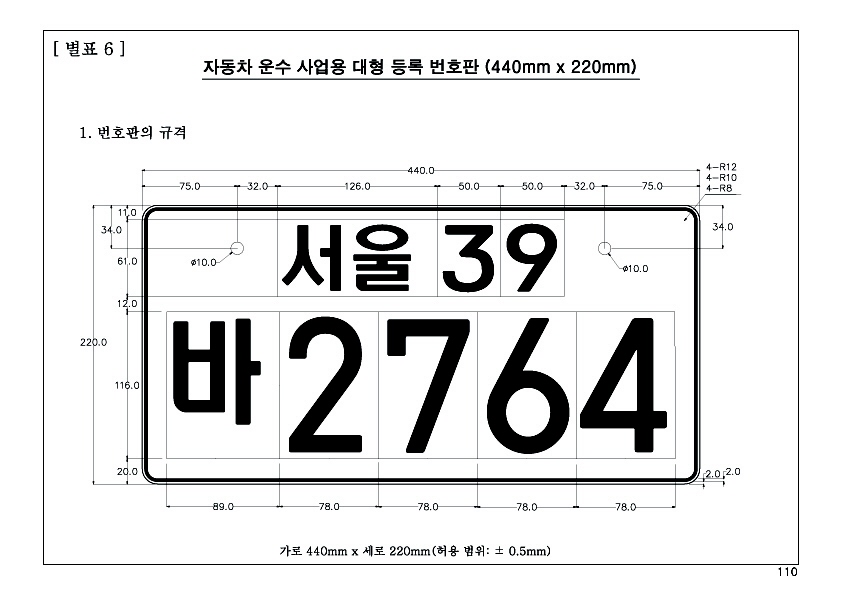 [ 별표 6 ]
자동차 운수 사업용 대형 등록 번호판 (440mm x 220mm)
1. 번호판의 규격
440.0
4-R12
4-R10
4-R8
75.0 32.0 126.0 50.0 50.0 32.0 75.0
11.0
34.0 34.0
61.0 ø10.0 서울 39 ø10.0
12.0
220.0
116.0 바 2764
20.0 2.0 2.0
89.0 78.0 78.0 78.0 78.0
가로 440mm x 세로 220mm(허용 범위: ± 0.5mm)
110